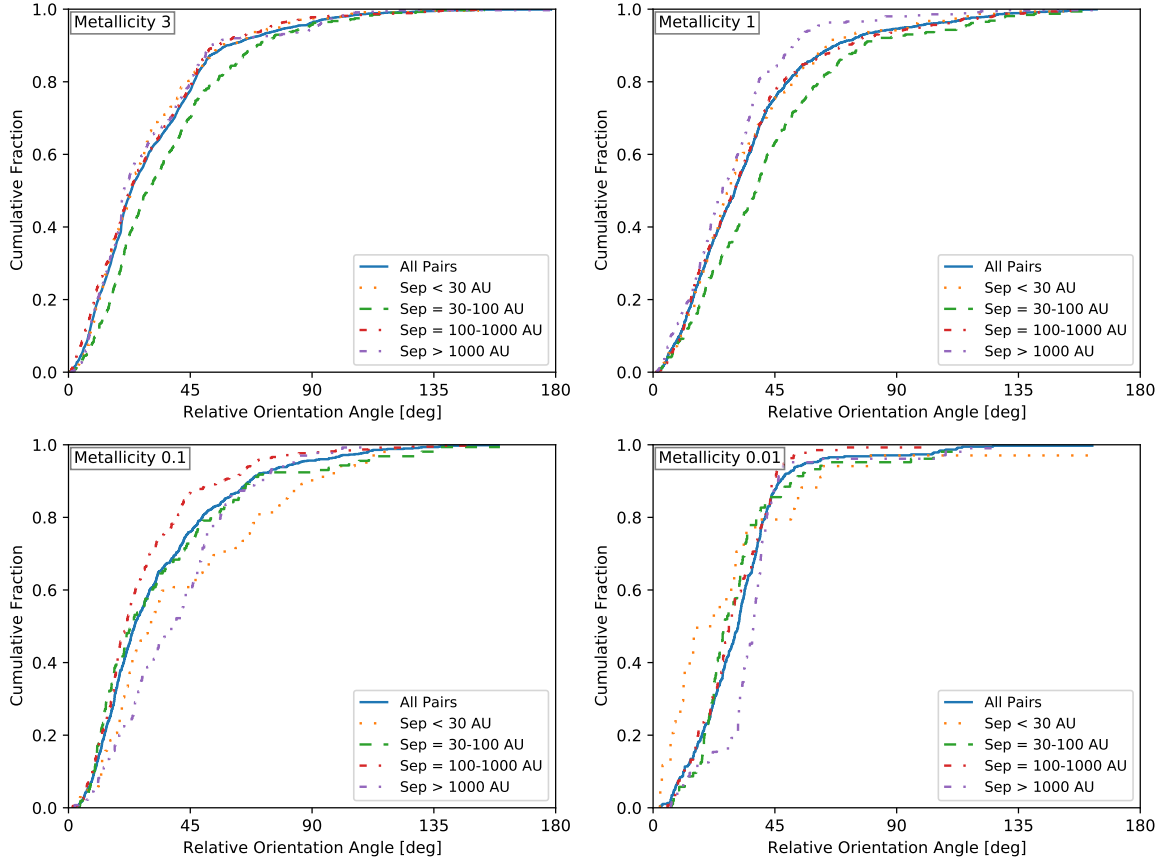 Metallicity 3
1.0
0.8
0.6
0.4
0.2
0.0
Cumulative Fraction
0 45 90 135 180
Relative Orientation Angle [deg]
All Pairs
Sep < 30 AU
Sep = 30-100 AU
Sep = 100-1000 AU
Sep > 1000 AU
Metallicity 1
1.0
0.8
0.6
0.4
0.2
0.0
Cumulative Fraction
0 45 90 135 180
Relative Orientation Angle [deg]
All Pairs
Sep < 30 AU
Sep = 30-100 AU
Sep = 100-1000 AU
Sep > 1000 AU
Metallicity 0.1
1.0
0.8
0.6
0.4
0.2
0.0
Cumulative Fraction
0 45 90 135 180
Relative Orientation Angle [deg]
All Pairs
Sep < 30 AU
Sep = 30-100 AU
Sep = 100-1000 AU
Sep > 1000 AU
Metallicity 0.01
1.0
0.8
0.6
0.4
0.2
0.0
Cumulative Fraction
0 45 90 135 180
Relative Orientation Angle [deg]
All Pairs
Sep < 30 AU
Sep = 30-100 AU
Sep = 100-1000 AU
Sep > 1000 AU